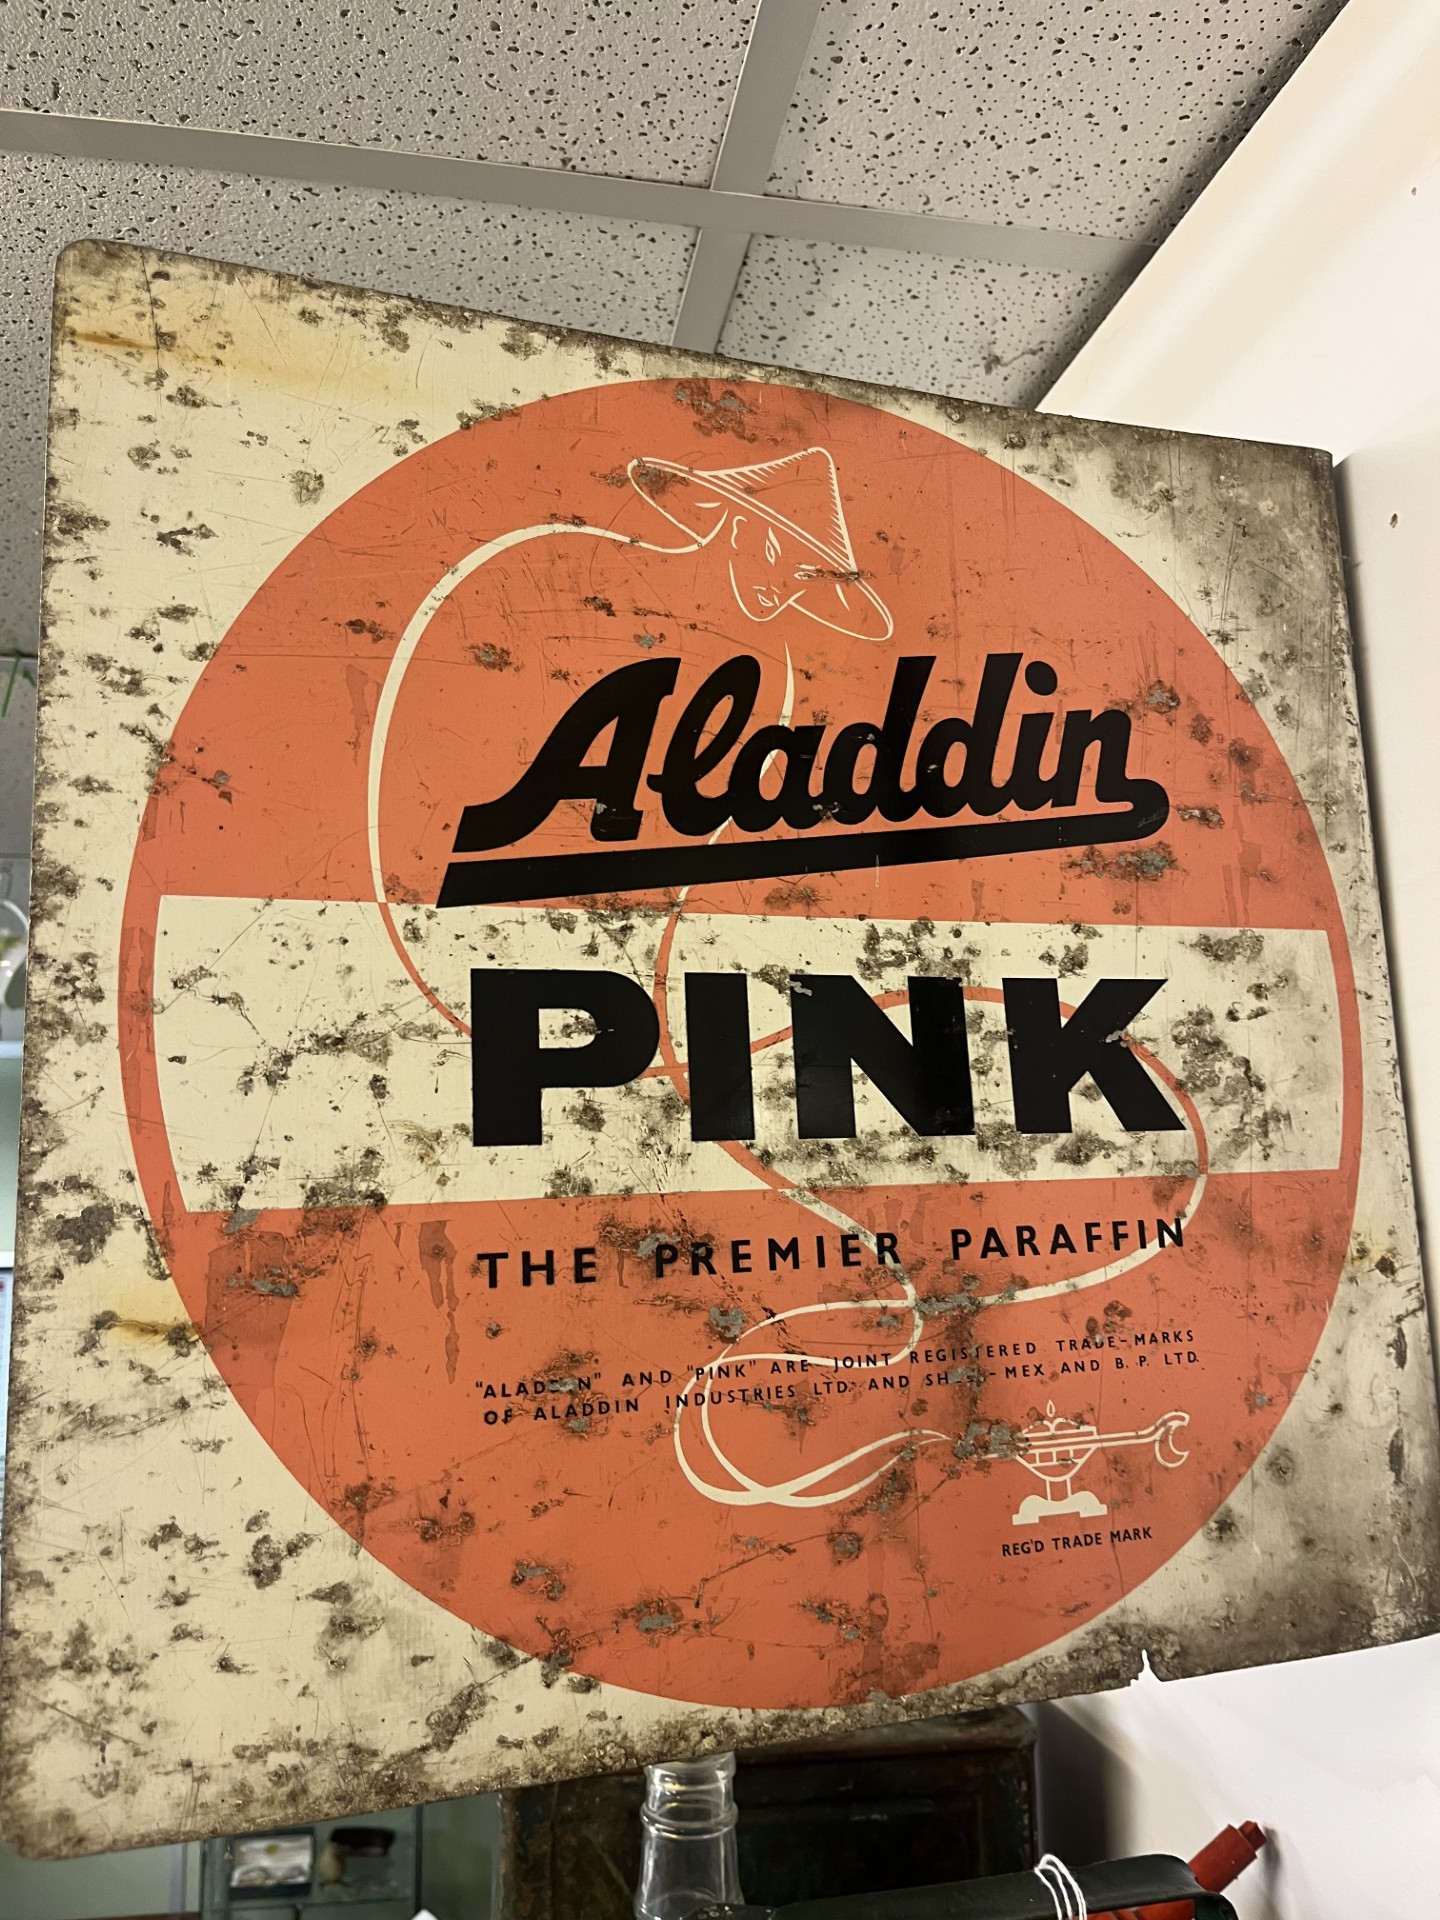 Aladdin
PINK
THE PREMIER PARAFFIN
"ALADDIN" AND "PINK" ARE JOINT REGISTERED TRADE-MARKS
OF ALADDIN INDUSTRIES LTD. AND SHELL-MEX AND B.P. LTD.
REG'D TRADE MARK